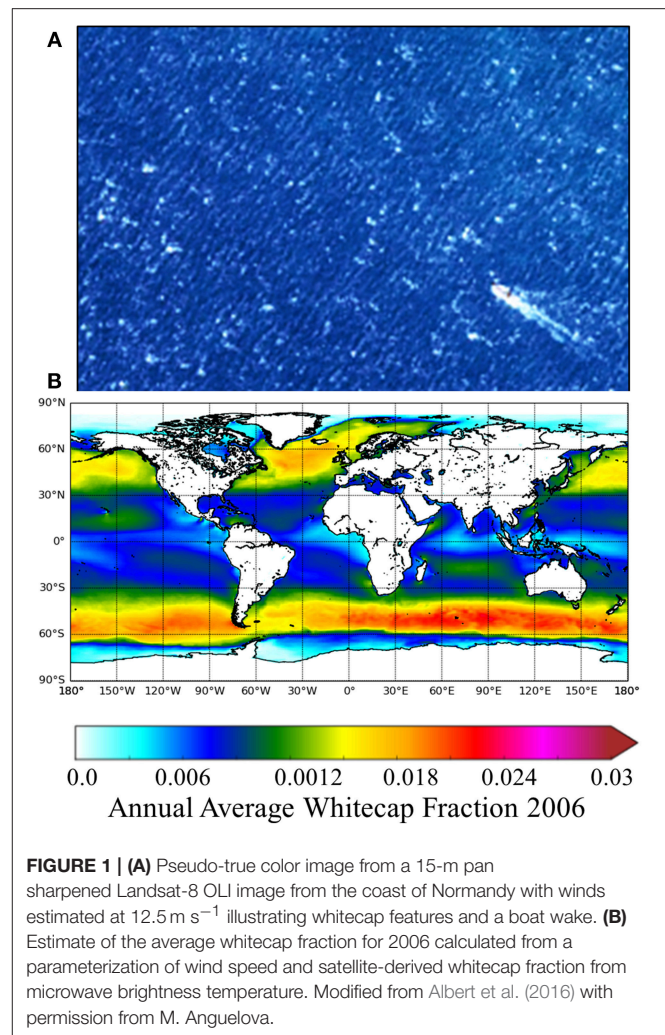 A
B
90°N
60°N
30°N
0°
30°S
60°S
90°S
180° 150°W 120°W 90°W 60°W 30°W 0° 30°E 60°E 90°E 120°E 150°E 180°
0.0 0.006 0.0012 0.018 0.024 0.03
Annual Average Whitecap Fraction 2006
FIGURE 1 | (A) Pseudo-true color image from a 15-m pan
sharpened Landsat-8 OLI image from the coast of Normandy with winds
estimated at 12.5 m s−1 illustrating whitecap features and a boat wake. (B)
Estimate of the average whitecap fraction for 2006 calculated from a
parameterization of wind speed and satellite-derived whitecap fraction from
microwave brightness temperature. Modified from Albert et al. (2016) with
permission from M. Anguelova.